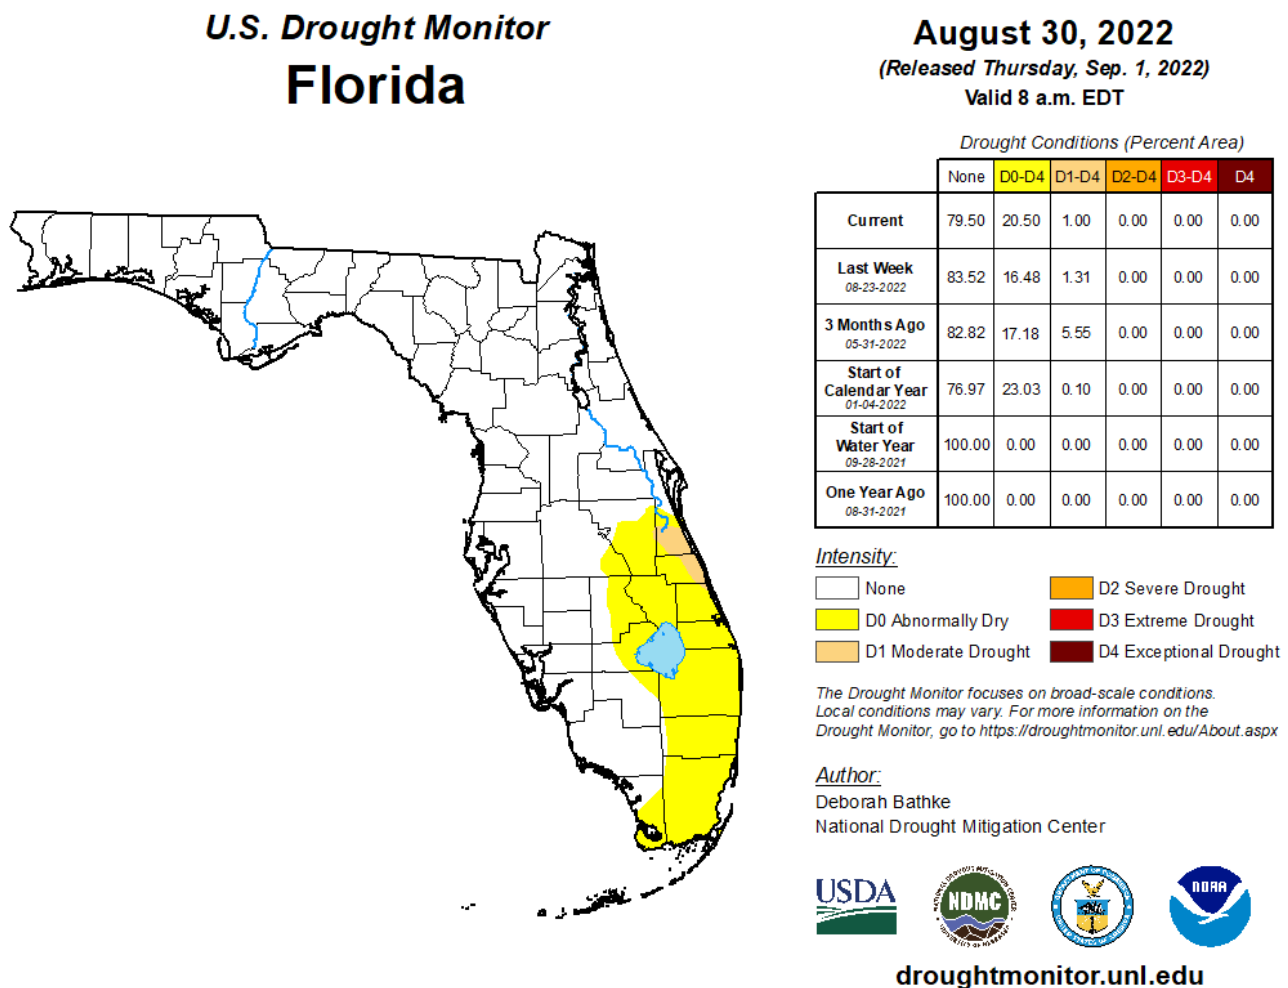 U.S. Drought Monitor
Florida
August 30, 2022
(Released Thursday, Sep. 1, 2022)
Valid 8 a.m. EDT
Drought Conditions (Percent Area)
None D0-D4 D1-D4 D2-D4 D3-D4 D4
Current 79.50 20.50 1.00 0.00 0.00 0.00
Last Week
08-23-2022 83.52 16.48 1.31 0.00 0.00 0.00
3 Months Ago
05-31-2022 82.82 17.18 5.55 0.00 0.00 0.00
Start of
Calendar Year
01-04-2022 76.97 23.03 0.10 0.00 0.00 0.00
Start of
Water Year
09-28-2021 100.00 0.00 0.00 0.00 0.00 0.00
One Year Ago
08-31-2021 100.00 0.00 0.00 0.00 0.00 0.00
Intensity:
None
D0 Abnormally Dry
D1 Moderate Drought
D2 Severe Drought
D3 Extreme Drought
D4 Exceptional Drought
The Drought Monitor focuses on broad-scale conditions.
Local conditions may vary. For more information on the
Drought Monitor, go to https://droughtmonitor.unl.edu/About.aspx
Author:
Deborah Bathke
National Drought Mitigation Center
USDA
NDMC
NOAA
droughtmonitor.unl.edu